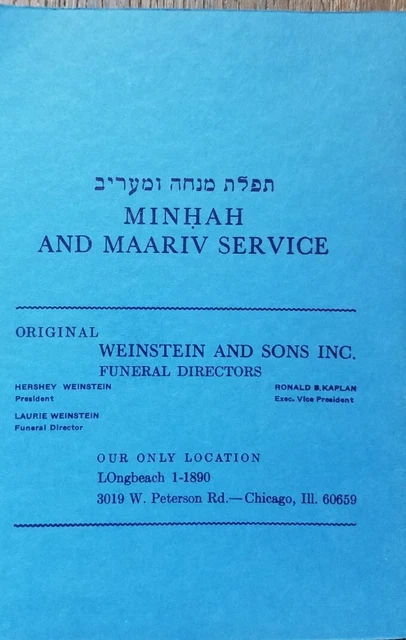 תפלת מנחה ומעריב
MINḤAH
AND MAARIV SERVICE
ORIGINAL
WEINSTEIN AND SONS INC.
FUNERAL DIRECTORS
HERSHEY WEINSTEIN
President
RONALD B. KAPLAN
Exec. Vice President
LAURIE WEINSTEIN
Funeral Director
OUR ONLY LOCATION
LOngbeach 1-1890
3019 W. Peterson Rd.—Chicago, Ill. 60659